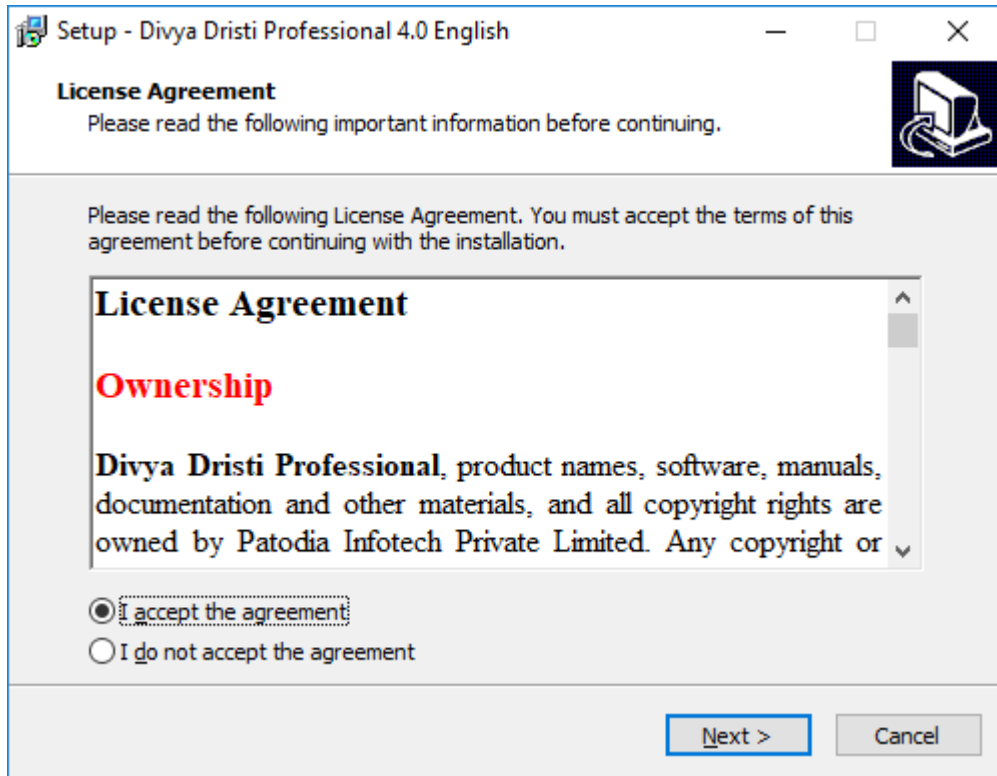 Setup - Divya Dristi Professional 4.0 English
License Agreement
Please read the following important information before continuing.
Please read the following License Agreement. You must accept the terms of this
agreement before continuing with the installation.
License Agreement
Ownership
Divya Dristi Professional, product names, software, manuals,
documentation and other materials, and all copyright rights are
owned by Patodia Infotech Private Limited. Any copyright or
I accept the agreement
I do not accept the agreement
Next >
Cancel